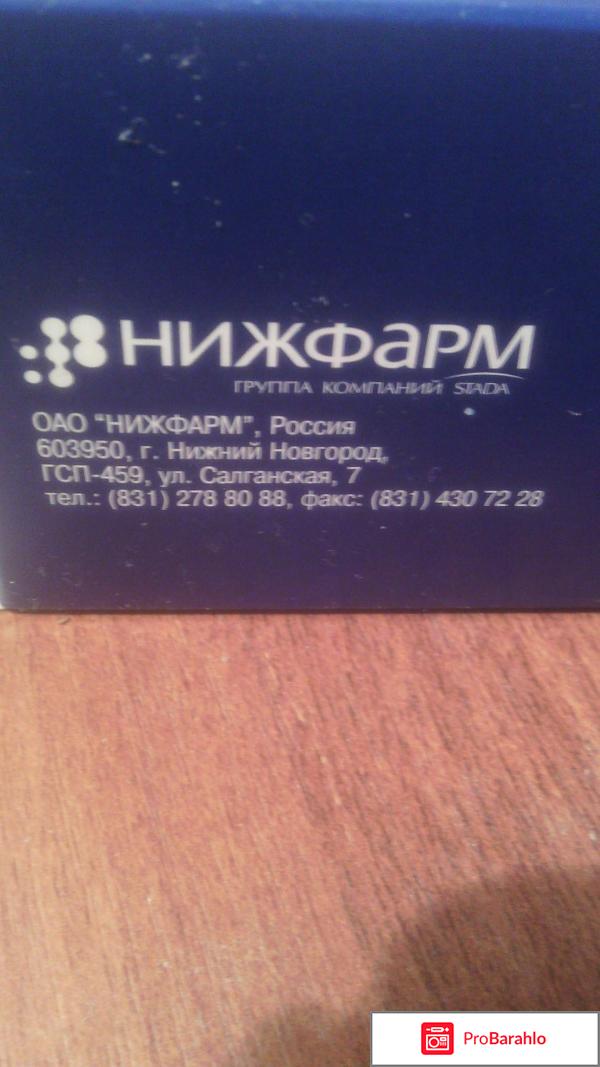 НИЖФАРМ
ГРУППА КОМПАНИЙ STADA
ОАО "НИЖФАРМ", Россия
603950, г. Нижний Новгород,
ГСП-459, ул. Салганская, 7
тел.: (831) 278 80 88, факс: (831) 430 72 28
ProBarahlo